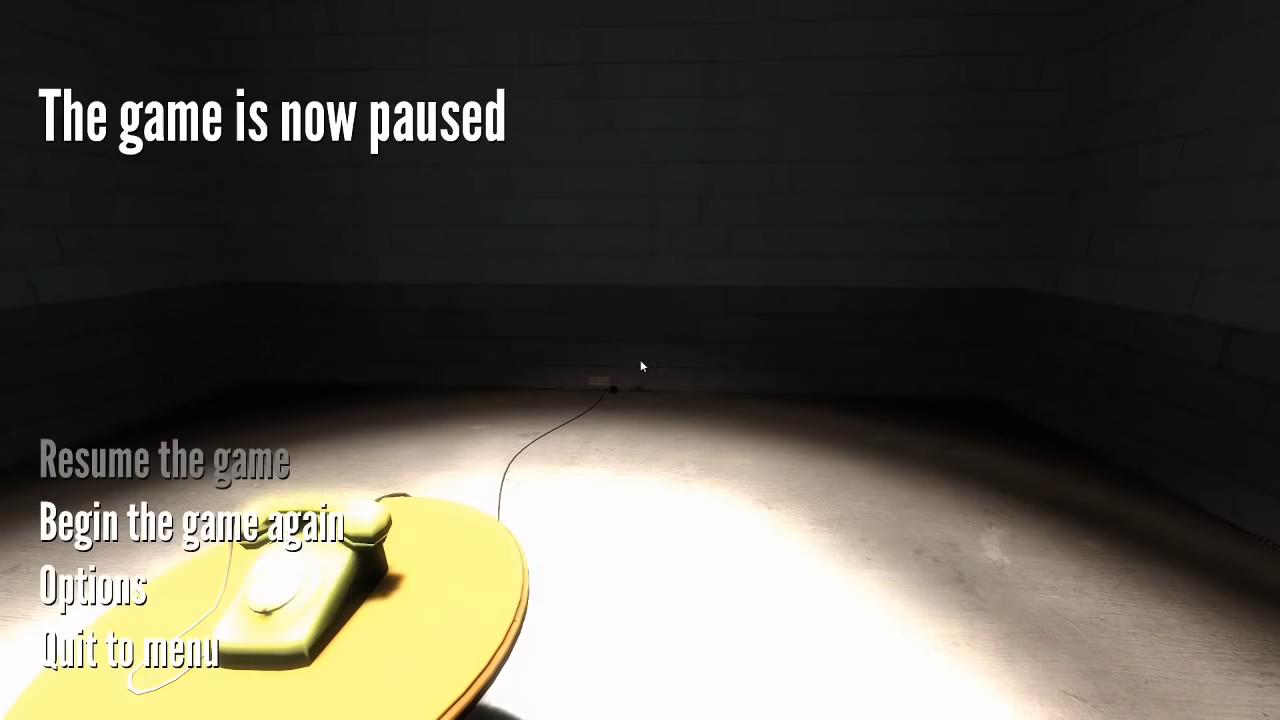 The game is now paused
Resume the game
Begin the game again
Options
Quit to menu